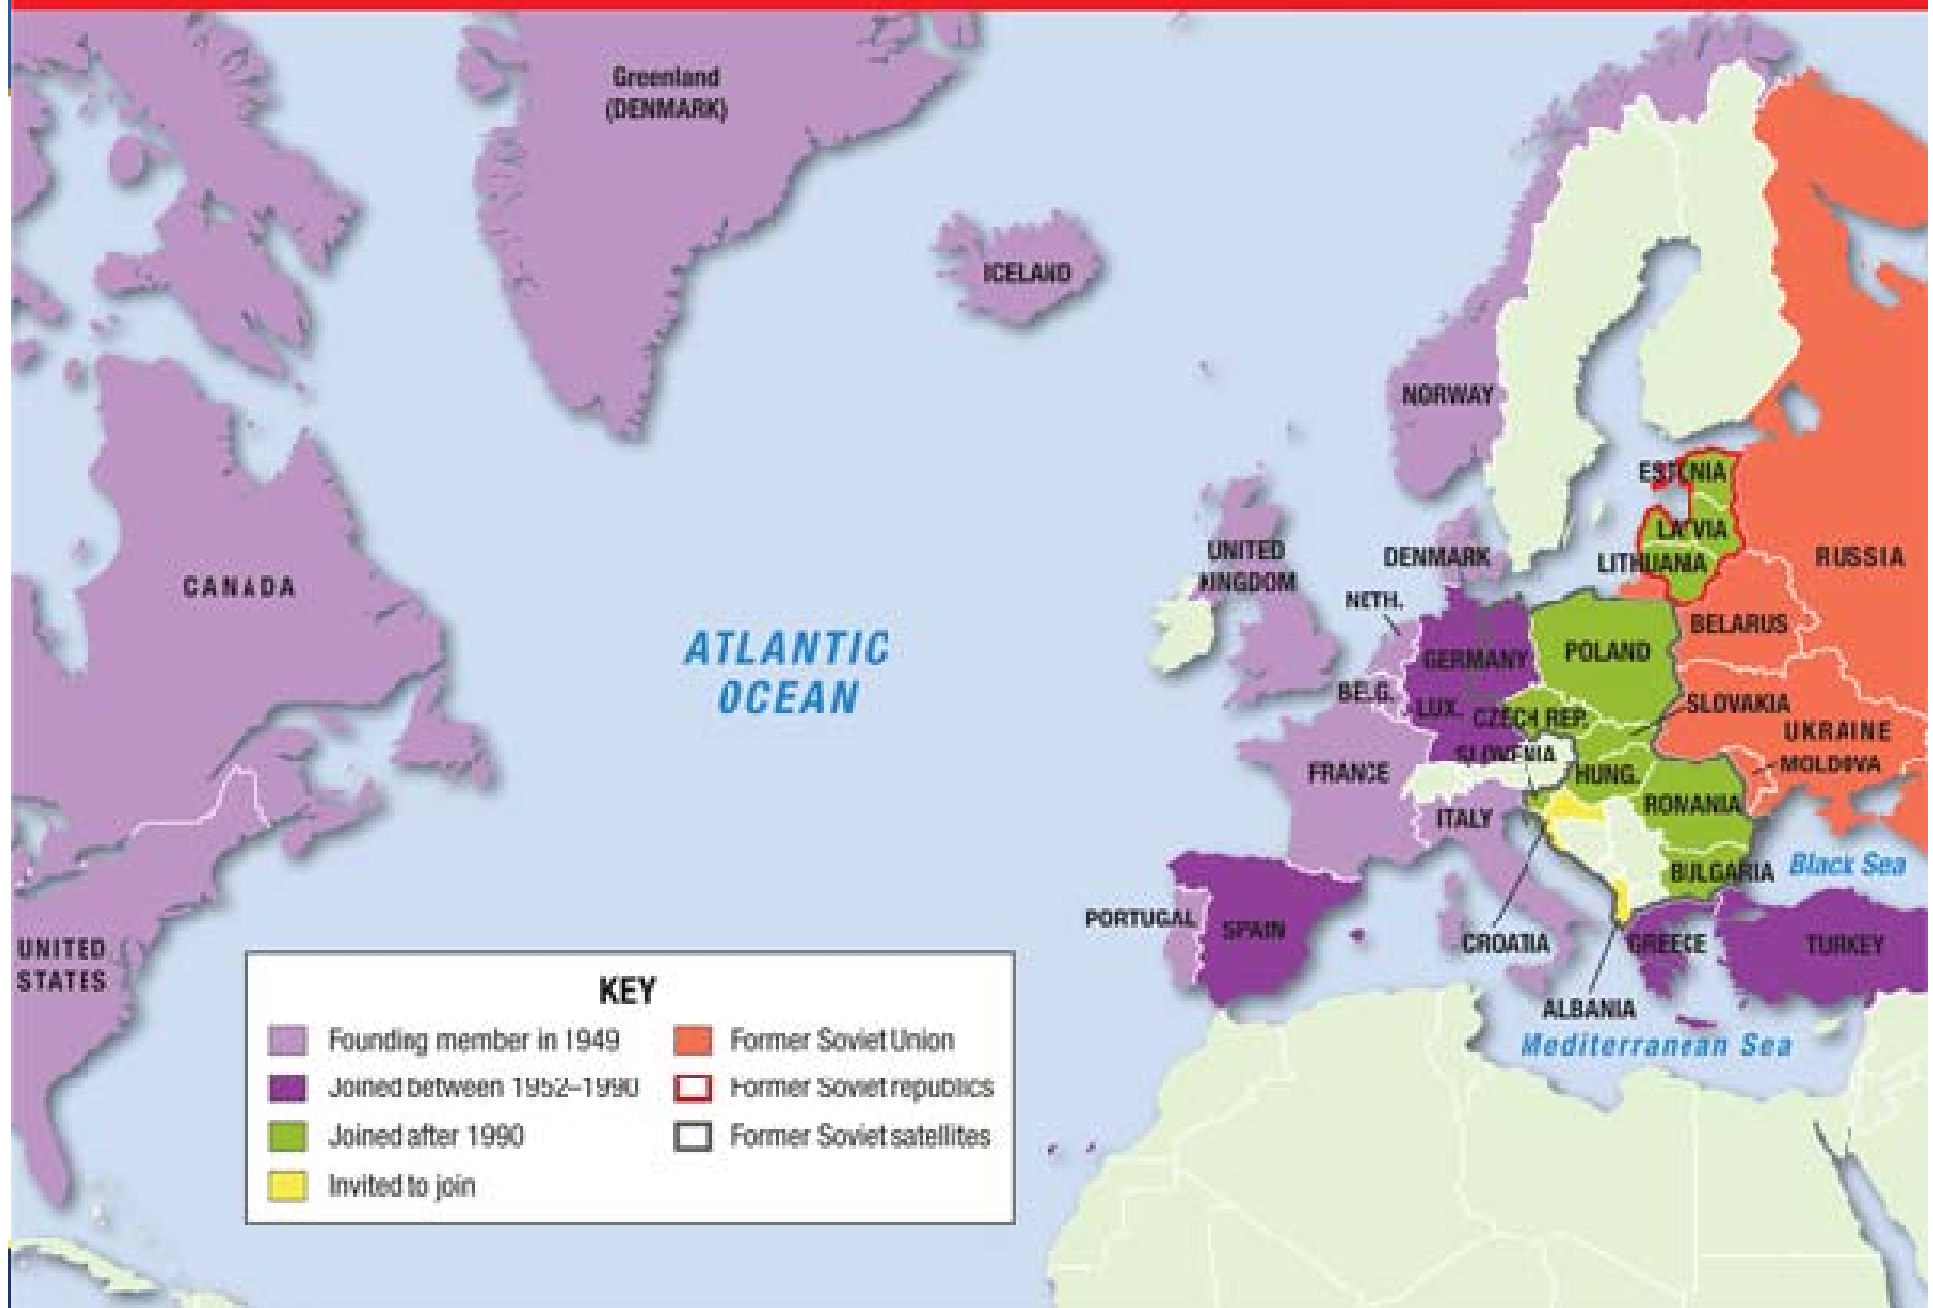 Greenland
(DENMARK)
ICELAND
NORWAY
ESTONIA
LATVIA
LITHUANIA
RUSSIA
UNITED
KINGDOM
DENMARK
NETH.
BELARUS
CANADA
ATLANTIC
OCEAN
GERMANY
POLAND
BELG.
LUX.
CZECH REP.
SLOVAKIA
UKRAINE
SLOVENIA
MOLDOVA
FRANCE
HUNG.
ROMANIA
ITALY
BULGARIA
Black Sea
PORTUGAL
SPAIN
CROATIA
GREECE
TURKEY
UNITED
STATES
ALBANIA
Mediterranean Sea
KEY
Founding member in 1949
Joined between 1952–1990
Joined after 1990
Invited to join
Former Soviet Union
Former Soviet republics
Former Soviet satellites